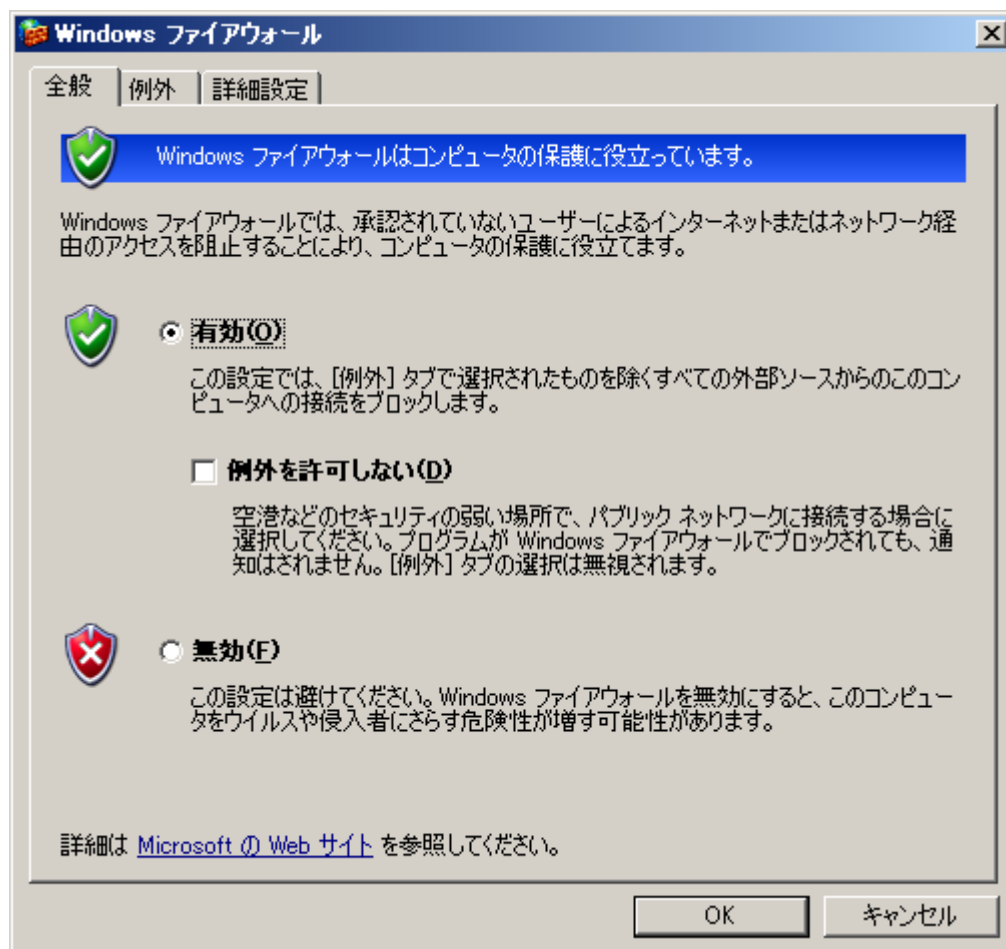 Windows ファイアウォール
全般
例外
詳細設定
Windows ファイアウォールはコンピュータの保護に役立っています。
Windows ファイアウォールでは、承認されていないユーザーによるインターネットまたはネットワーク経
由のアクセスを阻止することにより、コンピュータの保護に役立てます。
有効(O)
この設定では、[例外] タブで選択されたものを除くすべての外部ソースからのこのコン
ピュータへの接続をブロックします。
例外を許可しない(D)
空港などのセキュリティの弱い場所で、パブリック ネットワークに接続する場合に
選択してください。プログラムが Windows ファイアウォールでブロックされても、通
知はされません。[例外] タブの選択は無視されます。
無効(F)
この設定は避けてください。Windows ファイアウォールを無効にすると、このコンピュー
タをウイルスや侵入者にさらす危険性が増す可能性があります。
詳細は Microsoft の Web サイト を参照してください。
OK
キャンセル